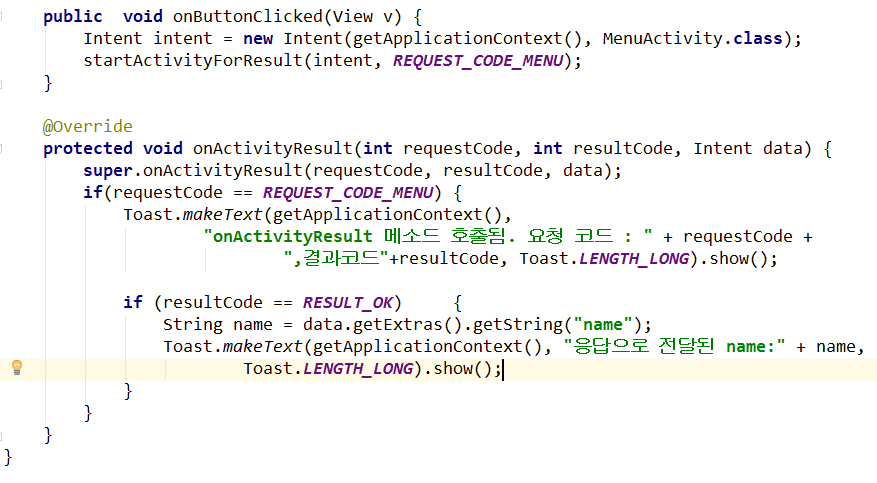 public  void onButtonClicked(View v) {
    Intent intent = new Intent(getApplicationContext(), MenuActivity.class);
    startActivityForResult(intent, REQUEST_CODE_MENU);
}
@Override
protected void onActivityResult(int requestCode, int resultCode, Intent data) {
    super.onActivityResult(requestCode, resultCode, data);
    if(requestCode == REQUEST_CODE_MENU) {
        Toast.makeText(getApplicationContext(),
                "onActivityResult 메소드 호출됨. 요청 코드 : " + requestCode +
                        ",결과코드"+resultCode, Toast.LENGTH_LONG).show();
        if (resultCode == RESULT_OK)     {
            String name = data.getExtras().getString("name");
            Toast.makeText(getApplicationContext(), "응답으로 전달된 name:" + name,
                    Toast.LENGTH_LONG).show();
        }
    }
}
}